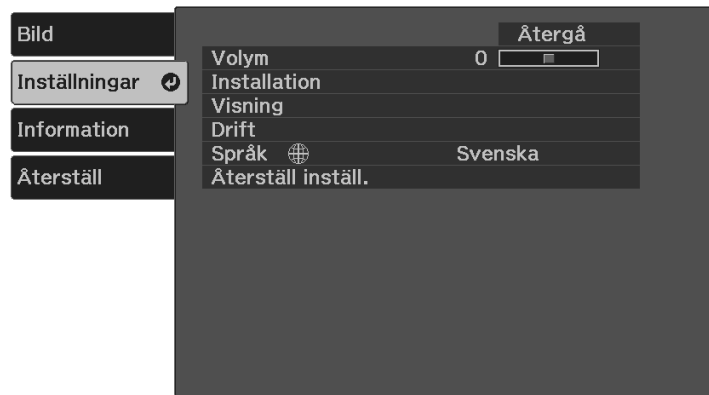 Bild
Inställningar
Information
Återställ
Återgå
Volym 0
Installation
Visning
Drift
Språk Svenska
Återställ inställ.